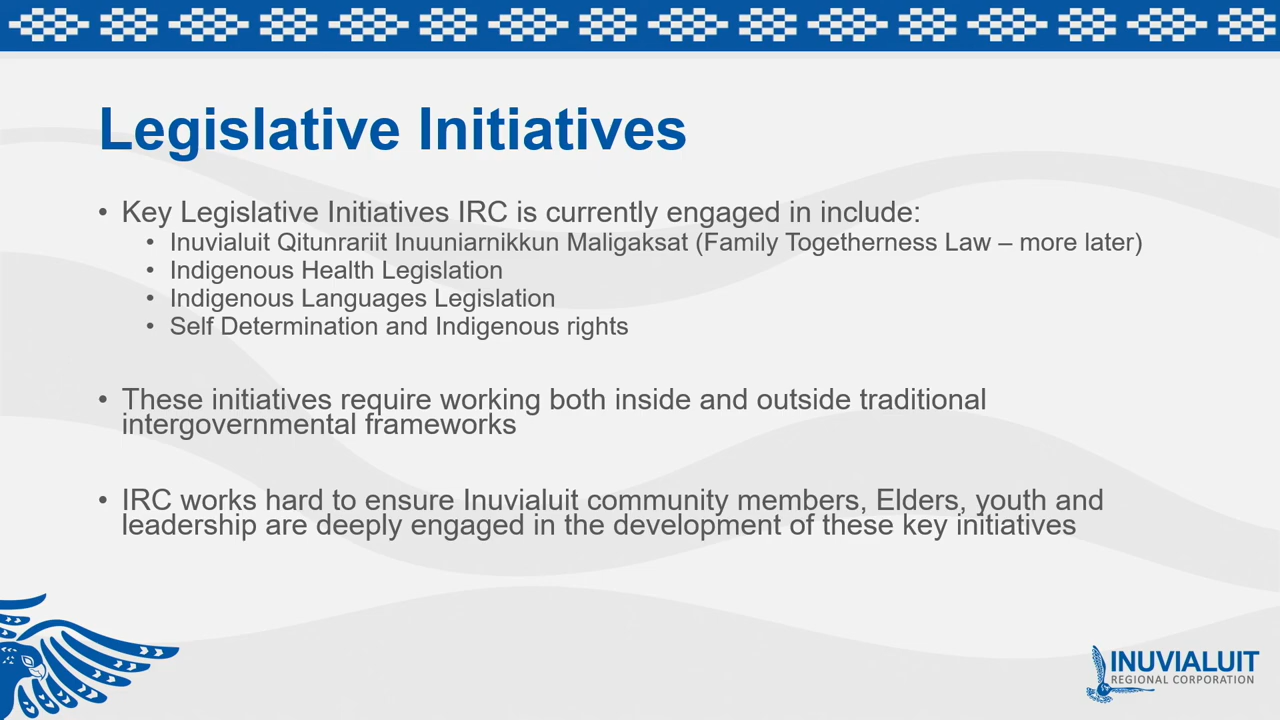 Legislative Initiatives
• Key Legislative Initiatives IRC is currently engaged in include:
• Inuvialuit Qitunrariit Inuuniarnikkun Maligaksat (Family Togetherness Law – more later)
• Indigenous Health Legislation
• Indigenous Languages Legislation
• Self Determination and Indigenous rights
• These initiatives require working both inside and outside traditional
intergovernmental frameworks
• IRC works hard to ensure Inuvialuit community members, Elders, youth and
leadership are deeply engaged in the development of these key initiatives
INUVIALUIT
REGIONAL CORPORATION